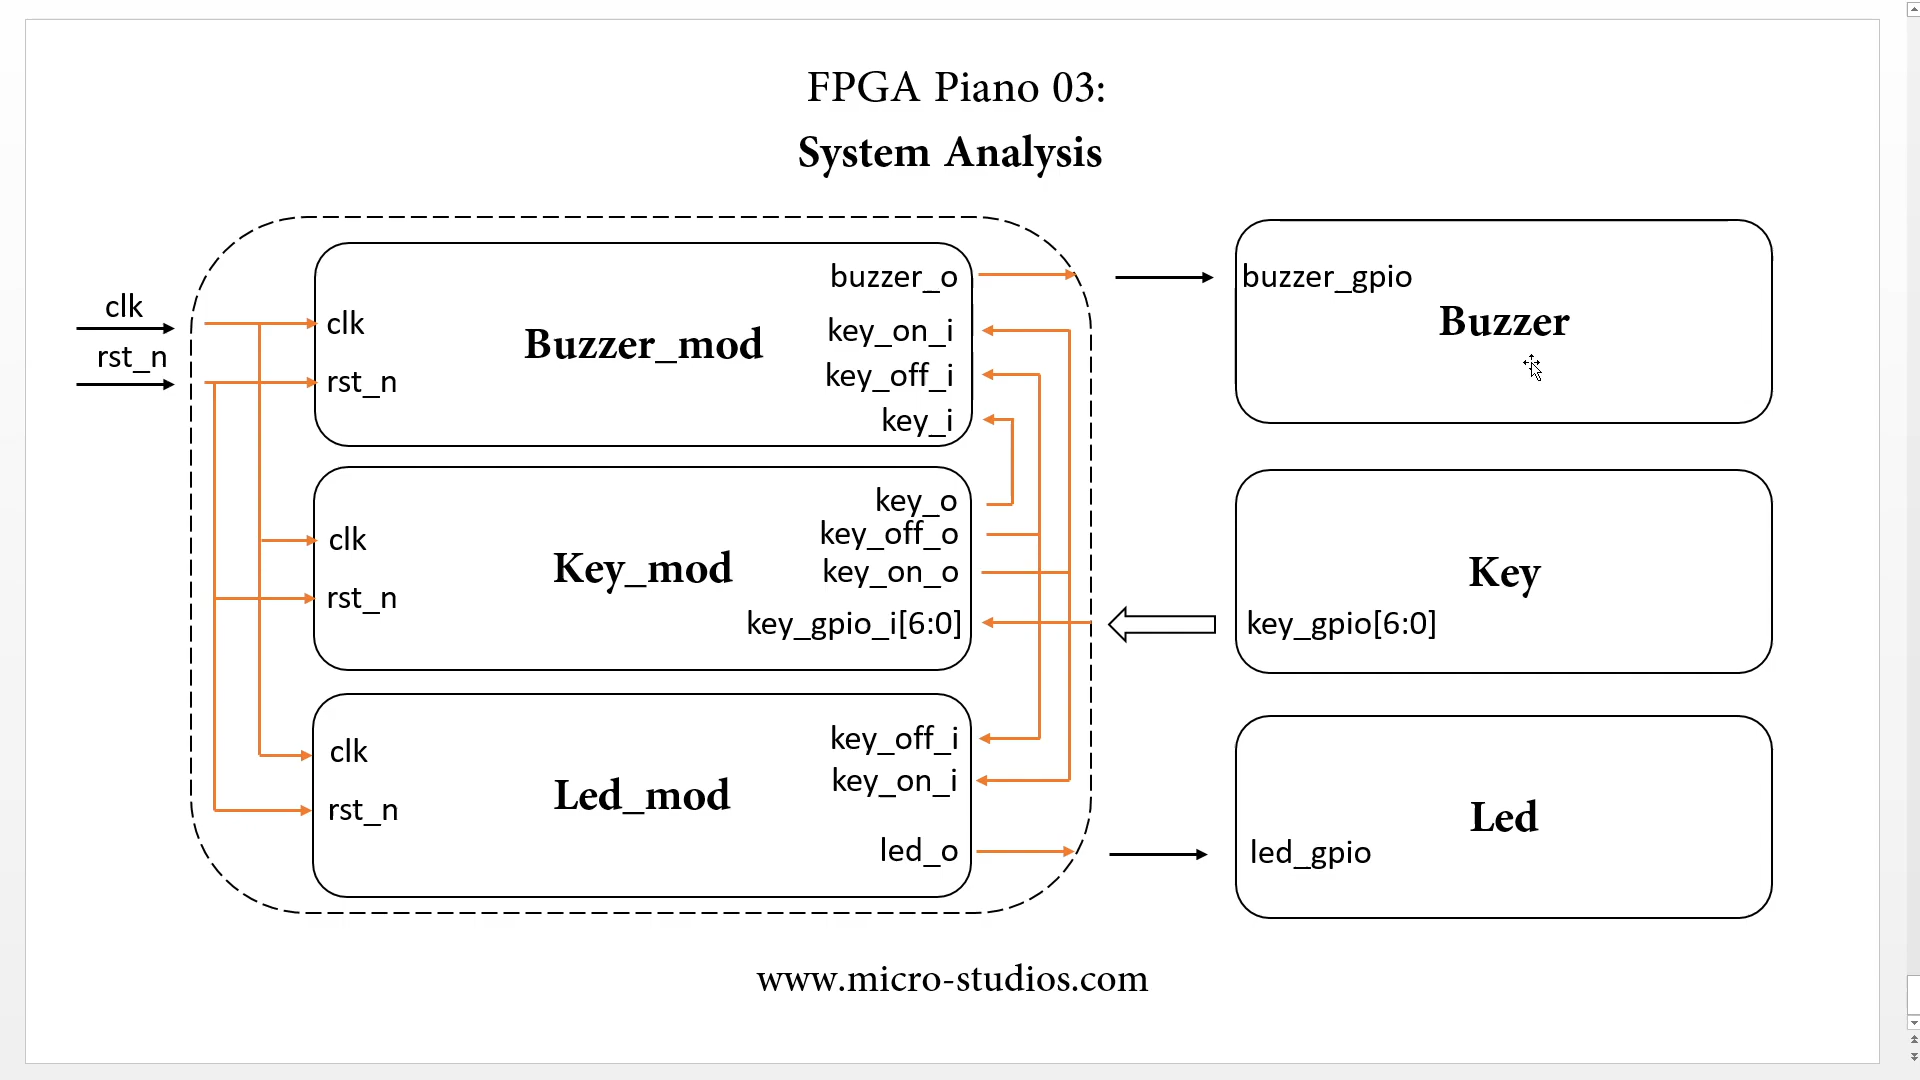 FPGA Piano 03:
System Analysis
clk
rst_n
clk
rst_n
Buzzer_mod
buzzer_o
key_on_i
key_off_i
key_i
clk
rst_n
Key_mod
key_o
key_off_o
key_on_o
key_gpio_i[6:0]
clk
rst_n
Led_mod
key_off_i
key_on_i
led_o
buzzer_gpio
Buzzer
Key
key_gpio[6:0]
Led
led_gpio
www.micro-studios.com